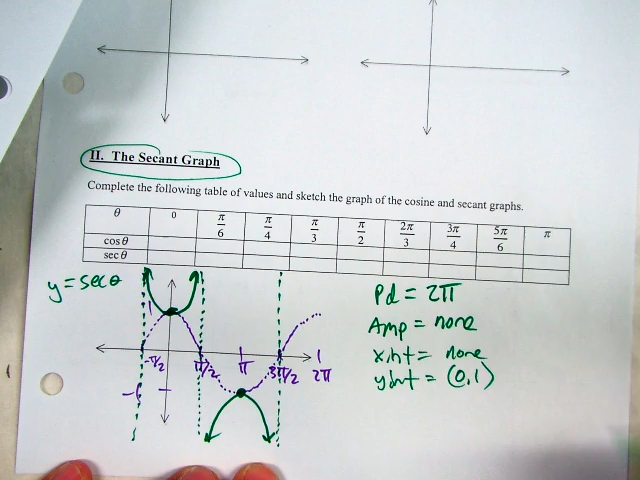 II. The Secant Graph
Complete the following table of values and sketch the graph of the cosine and secant graphs.
θ 0 π/6 π/4 π/3 π/2 2π/3 3π/4 5π/6 π
cos θ
sec θ
y = sec θ
Pd = 2π
Amp = none
x int = none
y int = (0,1)
1
-π/2 π/2 π 3π/2 2π
-1